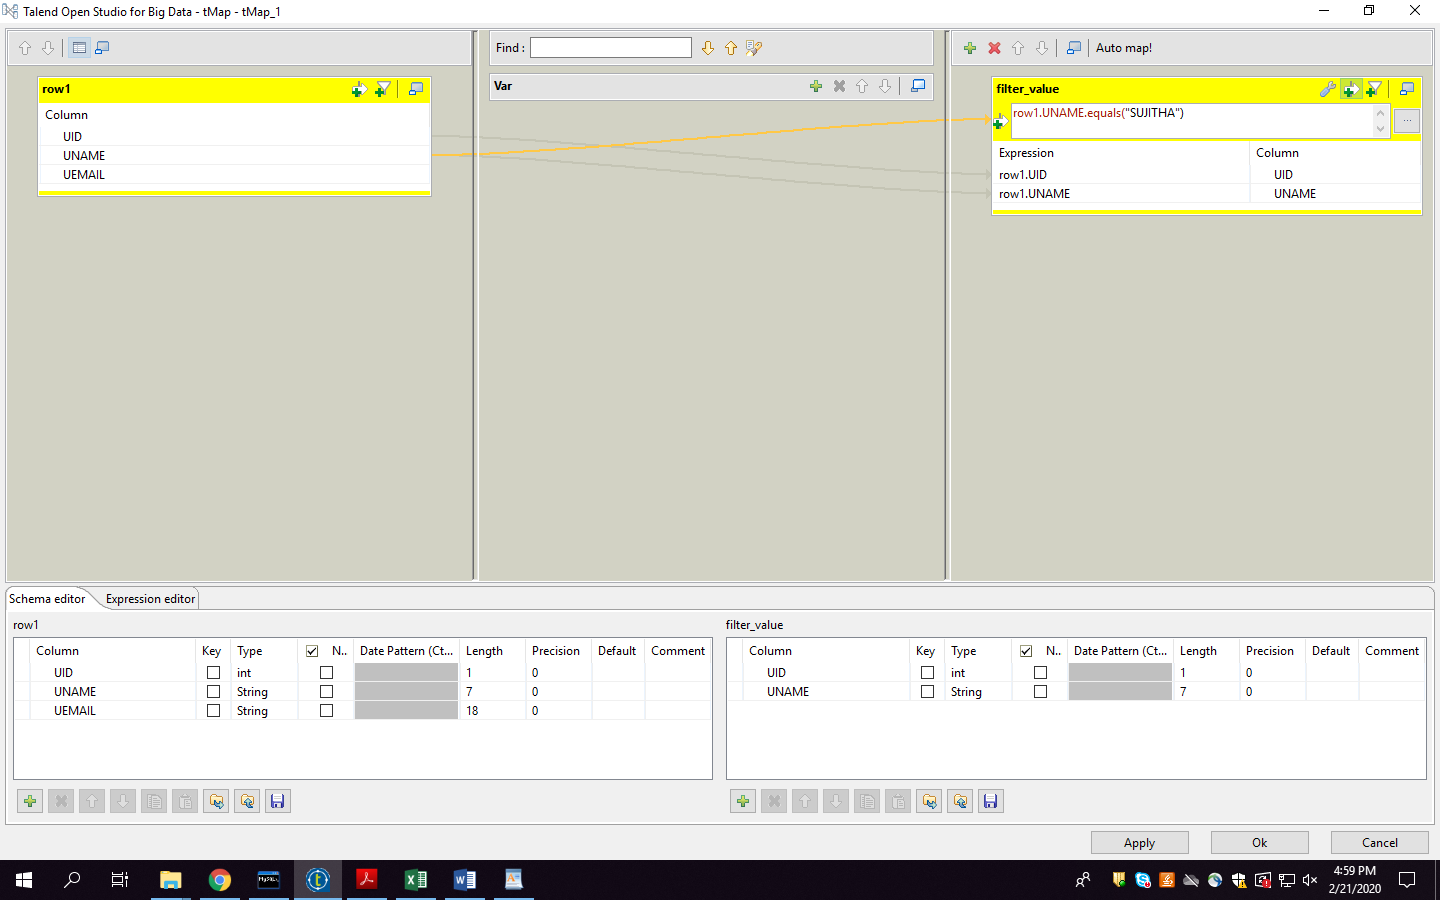 Talend Open Studio for Big Data - tMap - tMap_1
Find :
Auto map!
row1
Column
UID
UNAME
UEMAIL
Var
filter_value
row1.UNAME.equals("SUJITHA")
...
Expression Column
row1.UID UID
row1.UNAME UNAME
Schema editor Expression editor
row1
Column Key Type N.. Date Pattern (Ct... Length Precision Default Comment
UID int 1 0
UNAME String 7 0
UEMAIL String 18 0
filter_value
Column Key Type N.. Date Pattern (Ct... Length Precision Default Comment
UID int 1 0
UNAME String 7 0
Apply Ok Cancel
4:59 PM
2/21/2020